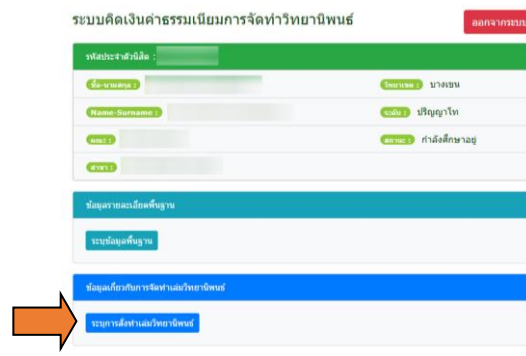 ระบบคิดเงินค่าธรรมเนียมการจัดทำวิทยานิพนธ์
ออกจากระบบ
รหัสประจำตัวนิสิต :
ชื่อ-นามสกุล :
วิทยาเขต : บางเขน
Name-Surname :
ระดับ : ปริญญาโท
คณะ :
สถานะ : กำลังศึกษาอยู่
สาขา :
ข้อมูลรายละเอียดพื้นฐาน
ระบุข้อมูลพื้นฐาน
ข้อมูลเกี่ยวกับการจัดทำเล่มวิทยานิพนธ์
ระบุการสั่งทำเล่มวิทยานิพนธ์